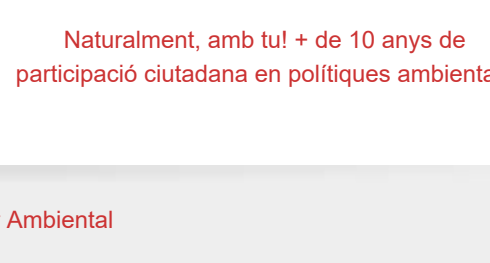 Naturalment, amb tu! + de 10 anys de
participació ciutadana en polítiques
Ambiental